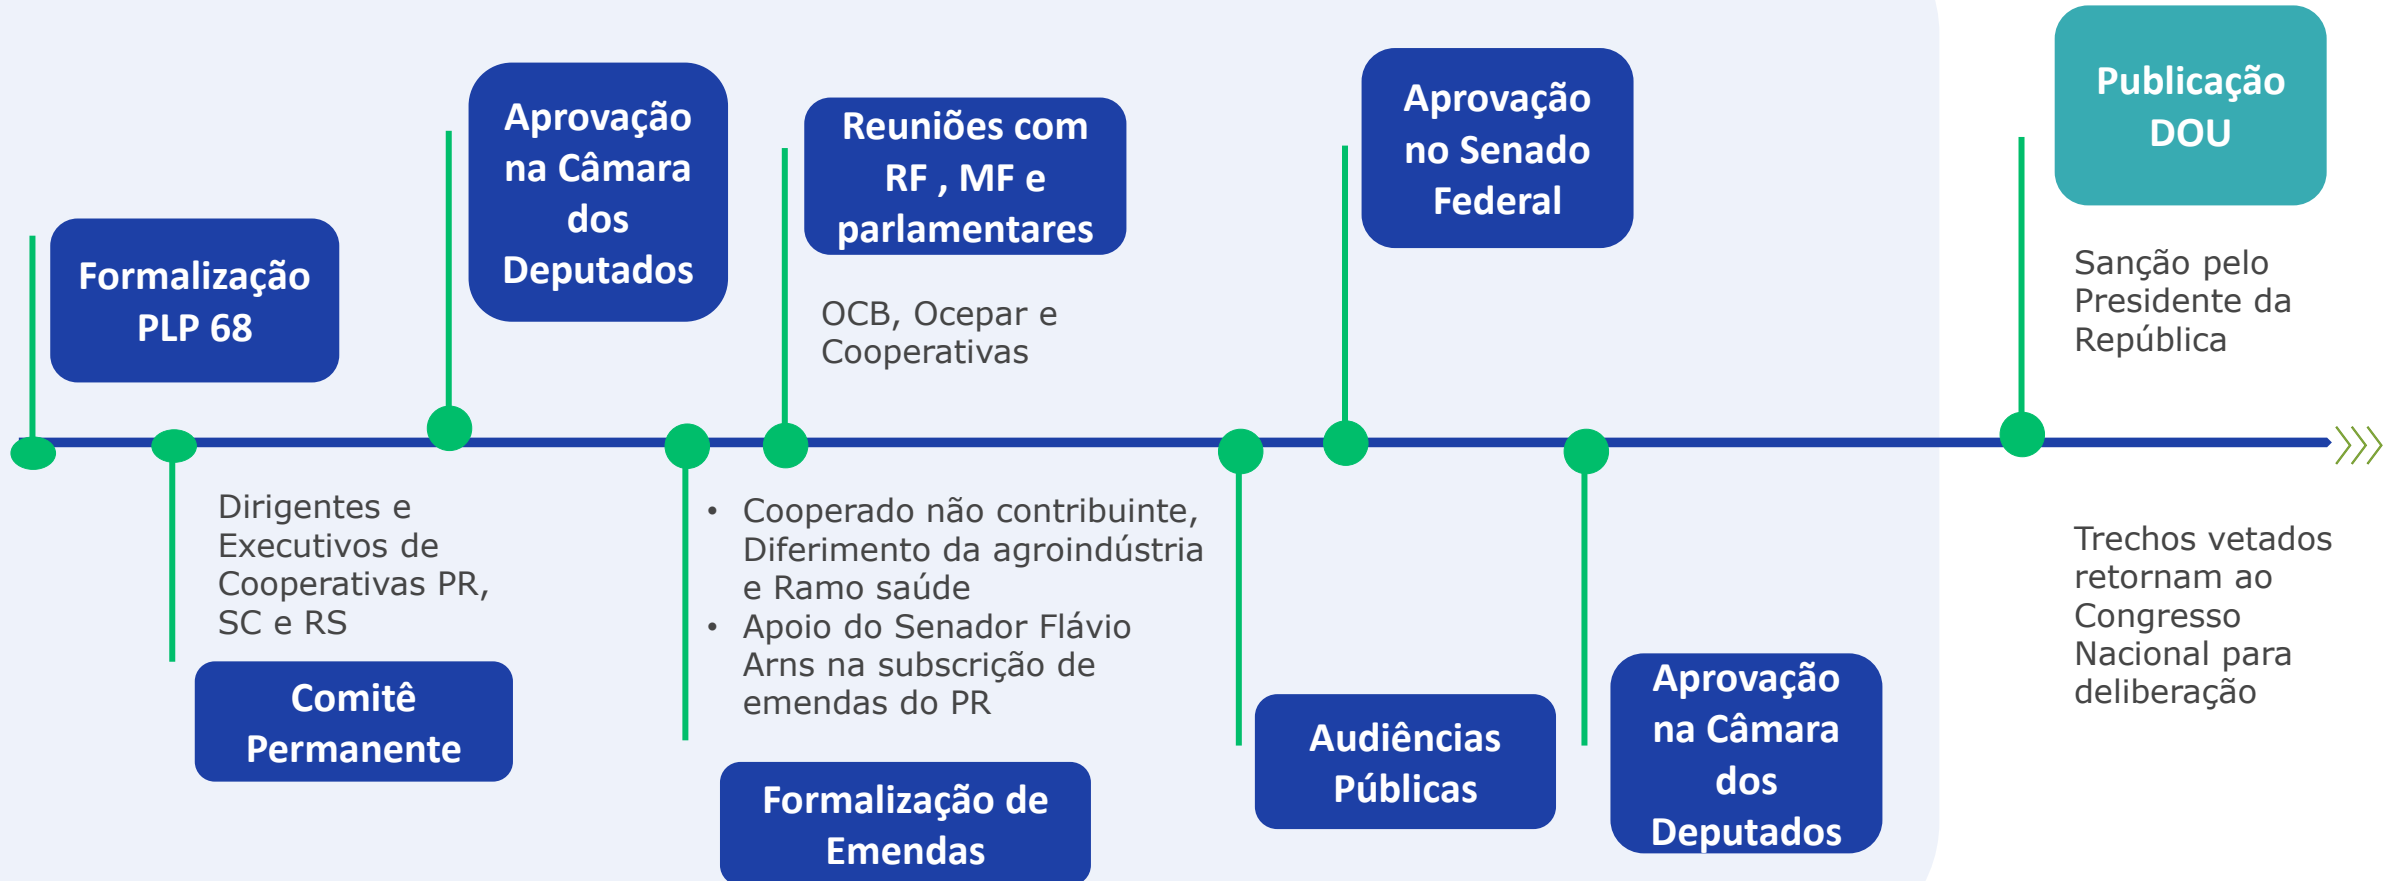 Formalização
PLP 68
Dirigentes e
Executivos de
Cooperativas PR,
SC e RS
Comitê
Permanente
Aprovação
na Câmara
dos
Deputados
• Cooperado não contribuinte,
Diferimento da agroindústria
e Ramo saúde
• Apoio do Senador Flávio
Arns na subscrição de
emendas do PR
Formalização de
Emendas
Reuniões com
RF , MF e
parlamentares
OCB, Ocepar e
Cooperativas
Audiências
Públicas
Aprovação
no Senado
Federal
Aprovação
na Câmara
dos
Deputados
Publicação
DOU
Sanção pelo
Presidente da
República
Trechos vetados
retornam ao
Congresso
Nacional para
deliberação